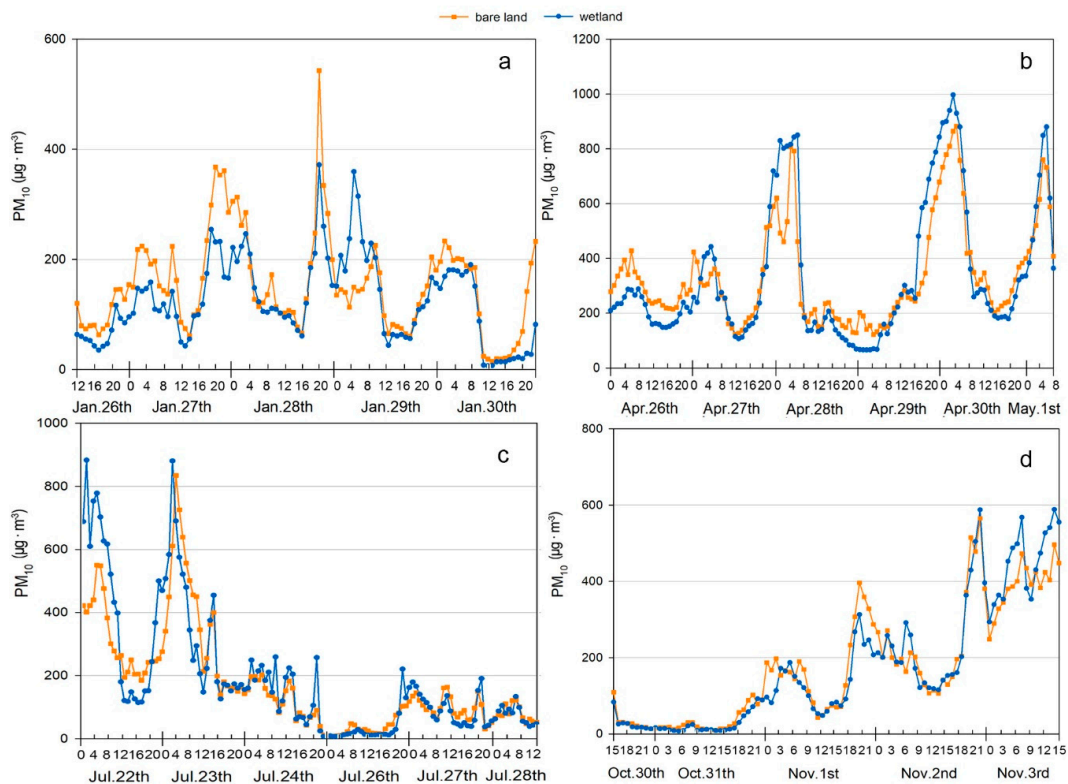 bare land
wetland
a
PM₁₀ (μg · m³)
600
400
200
0
12 16 20 0 4 8 12 16 20 0 4 8 12 16 20 0 4 8 12 16 20 0 4 8 12 16 20
Jan.26th Jan.27th Jan.28th Jan.29th Jan.30th
b
PM₁₀ (μg · m³)
1200
1000
800
600
400
200
0
0 4 8 12 16 20 0 4 8 12 16 20 0 4 8 12 16 20 0 4 8 12 16 20 0 4 8 12 16 20 0 4 8
Apr.26th Apr.27th Apr.28th Apr.29th Apr.30th May.1st
c
PM₁₀ (μg · m³)
1000
800
600
400
200
0
0 4 8 12 16 20 0 4 8 12 16 20 0 4 8 12 16 20 0 4 8 12 16 20 0 4 8 12 16 20 0 4 8 12
Jul.22th Jul.23th Jul.24th Jul.26th Jul.27th Jul.28th
d
PM₁₀ (μg · m³)
800
600
400
200
0
15 18 21 0 3 6 9 12 15 18 21 0 3 6 9 12 15 18 21 0 3 6 9 12 15 18 21 0 3 6 9 12 15
Oct.30th Oct.31th Nov.1st Nov.2nd Nov.3rd